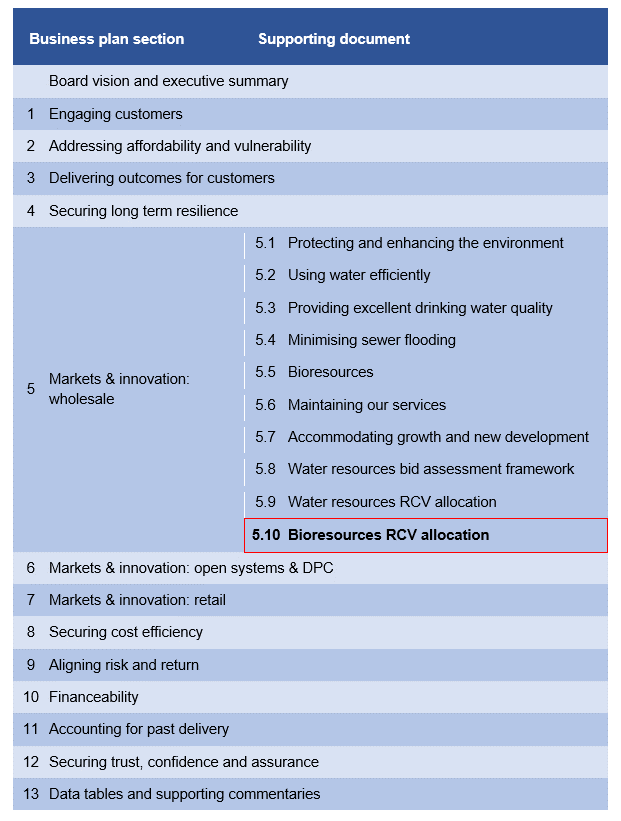 Business plan section Supporting document
Board vision and executive summary
1 Engaging customers
2 Addressing affordability and vulnerability
3 Delivering outcomes for customers
4 Securing long term resilience
5 Markets & innovation:
wholesale
5.1 Protecting and enhancing the environment
5.2 Using water efficiently
5.3 Providing excellent drinking water quality
5.4 Minimising sewer flooding
5.5 Bioresources
5.6 Maintaining our services
5.7 Accommodating growth and new development
5.8 Water resources bid assessment framework
5.9 Water resources RCV allocation
5.10 Bioresources RCV allocation
6 Markets & innovation: open systems & DPC
7 Markets & innovation: retail
8 Securing cost efficiency
9 Aligning risk and return
10 Financeability
11 Accounting for past delivery
12 Securing trust, confidence and assurance
13 Data tables and supporting commentaries